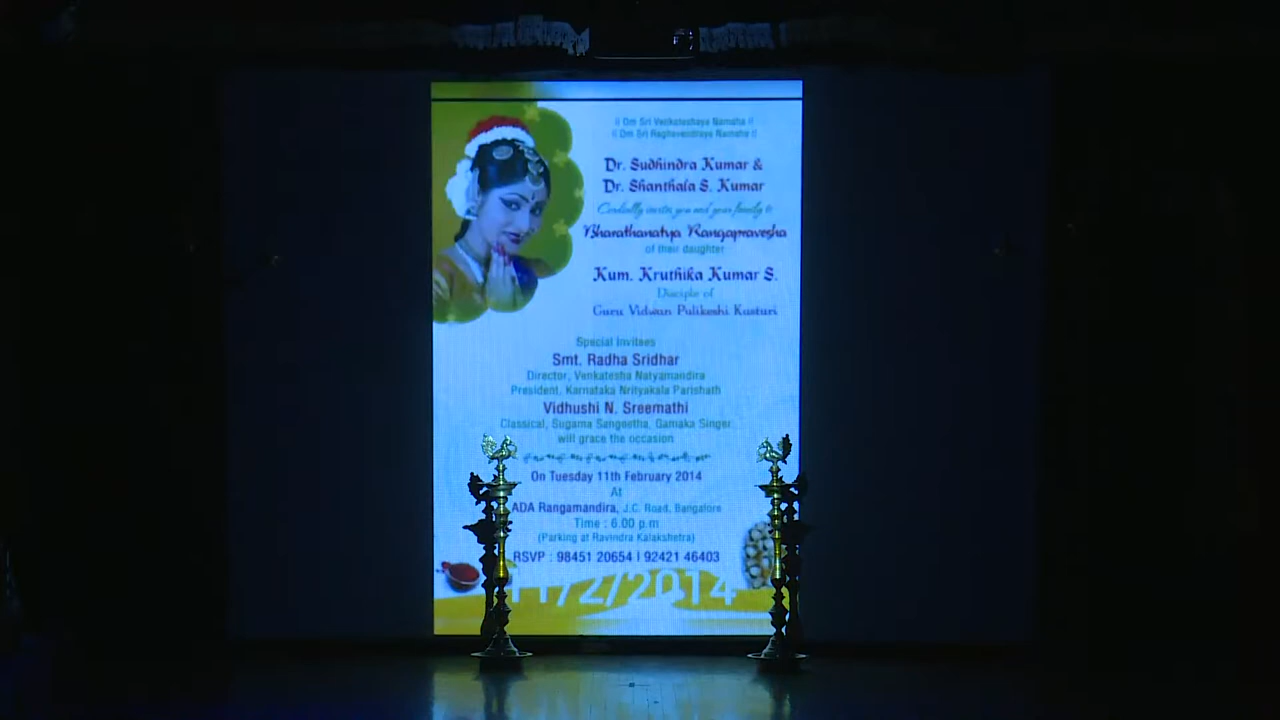 || Om Sri Venkateshaya Namaha ||
|| Om Sri Raghavendraya Namaha ||
Dr. Sudhindra Kumar &
Dr. Shanthala S. Kumar
Cordially invites you and your family to
Bharathanatya Rangapravesha
of their daughter
Kum. Kruthika Kumar S.
Disciple of
Guru Vidwan Pulikeshi Kasturi
Special Invitees
Smt. Radha Sridhar
Director, Venkatesha Natyamandira
President, Karnataka Nrityakala Parishath
Vidhushi N. Sreemathi
Classical, Sugama Sangeetha, Gamaka Singer
will grace the occasion
On Tuesday 11th February 2014
At
ADA Rangamandira, J.C. Road, Bangalore
Time : 6.00 p.m
(Parking at Ravindra Kalakshetra)
RSVP : 98451 20654 | 92421 46403
11/2/2014